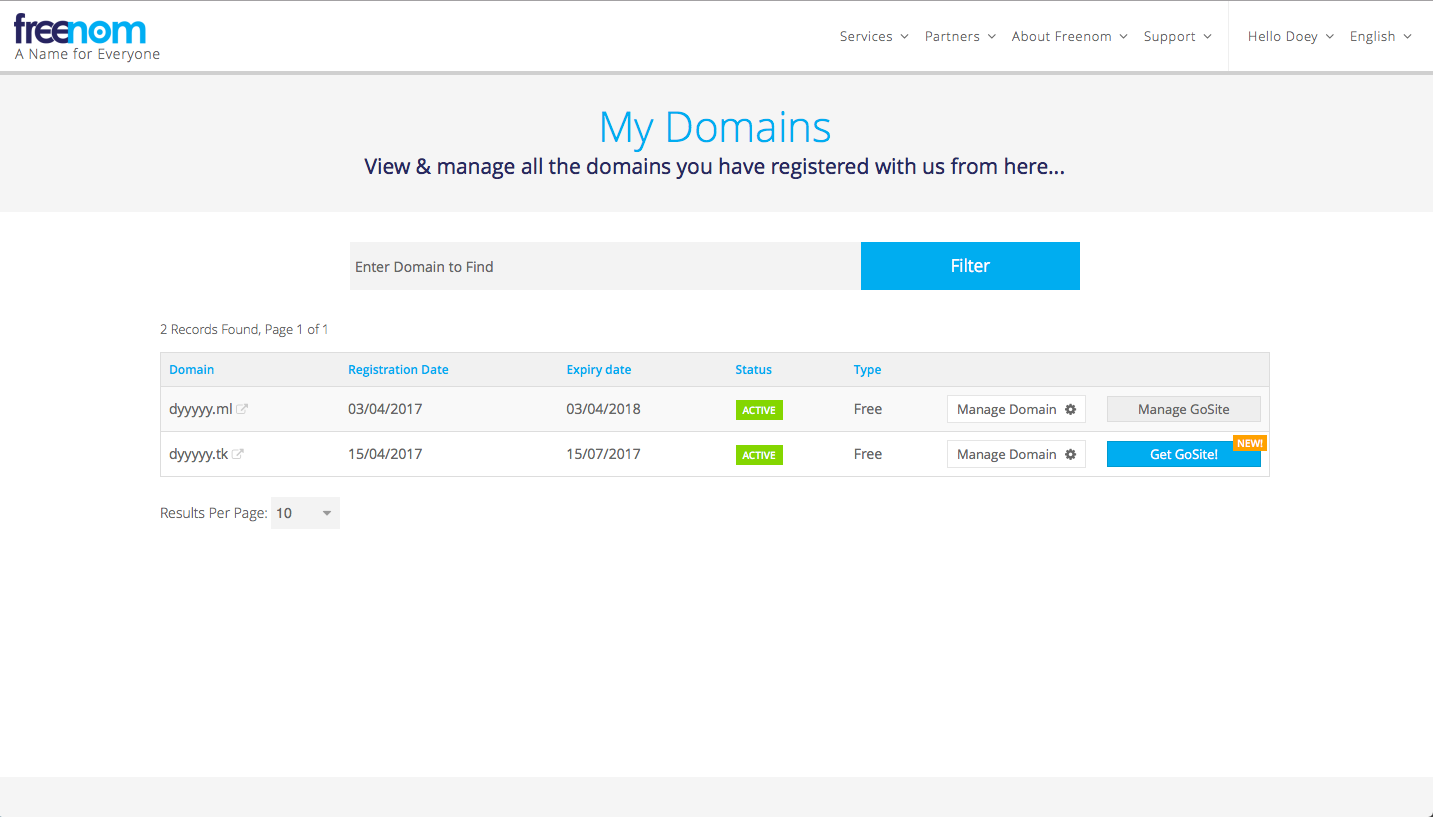 freenom
A Name for Everyone
Services Partners About Freenom Support Hello Doey English
My Domains
View & manage all the domains you have registered with us from here...
Enter Domain to Find Filter
2 Records Found, Page 1 of 1
Domain Registration Date Expiry date Status Type
dyyyyy.ml 03/04/2017 03/04/2018 ACTIVE Free Manage Domain Manage GoSite
NEW!
dyyyyy.tk 15/04/2017 15/07/2017 ACTIVE Free Manage Domain Get GoSite!
Results Per Page: 10